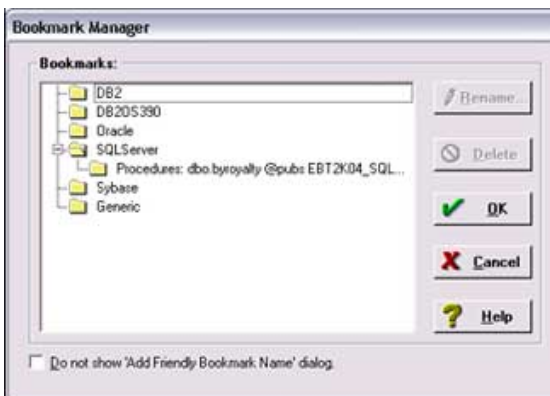 Bookmark Manager
Bookmarks:
DB2
DB2OS390
Oracle
SQLServer
Procedures: dbo.byroyalty @pubs EBT2K04_SQL...
Sybase
Generic
Rename...
Delete
OK
Cancel
Help
Do not show 'Add Friendly Bookmark Name' dialog.